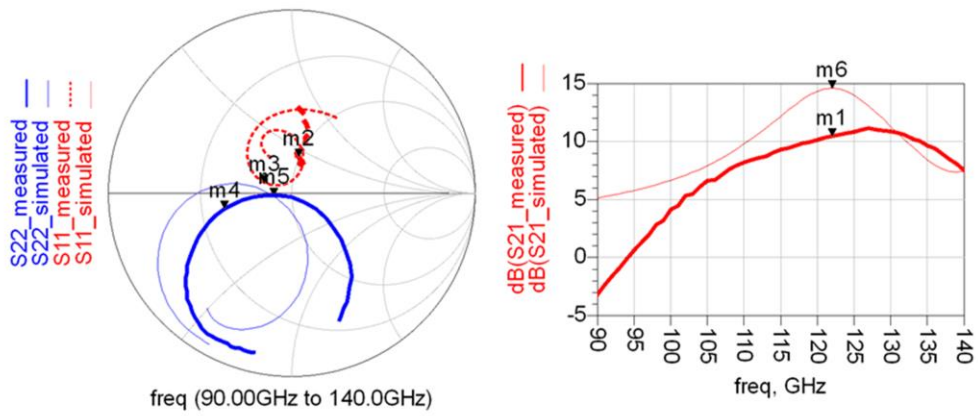 S22_measured
S22_simulated
S11_measured
S11_simulated
m2
m3
m5
m4
freq (90.00GHz to 140.0GHz)
dB(S21_measured)
dB(S21_simulated)
m6
m1
15
10
5
0
-5
90
95
100
105
110
115
120
125
130
135
140
freq, GHz